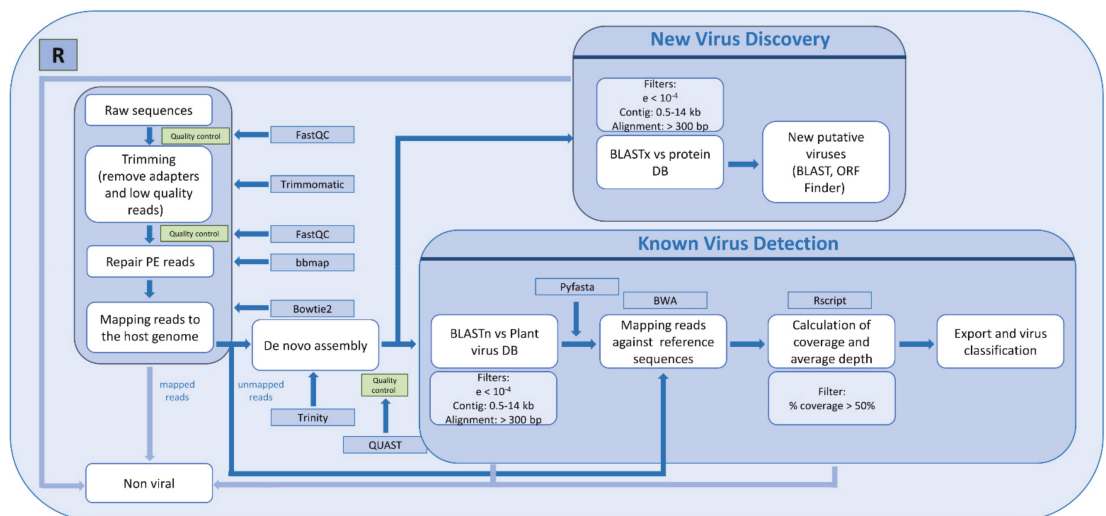 R
New Virus Discovery
Filters:
e < 10⁻⁴
Contig: 0.5-14 kb
Alignment: > 300 bp
BLASTx vs protein
DB
New putative
viruses
(BLAST, ORF
Finder)
Raw sequences
Quality control
FastQC
Trimming
(remove adapters
and low quality
reads)
Trimmomatic
Quality control
FastQC
Repair PE reads
bbmap
Bowtie2
Mapping reads to
the host genome
De novo assembly
mapped
reads
unmapped
reads
Quality
control
Trinity
QUAST
Non viral
Known Virus Detection
Pyfasta
BWA
Rscript
BLASTn vs Plant
virus DB
Mapping reads
against reference
sequences
Calculation of
coverage and
average depth
Export and virus
classification
Filters:
e < 10⁻⁴
Contig: 0.5-14 kb
Alignment: > 300 bp
Filter:
% coverage > 50%